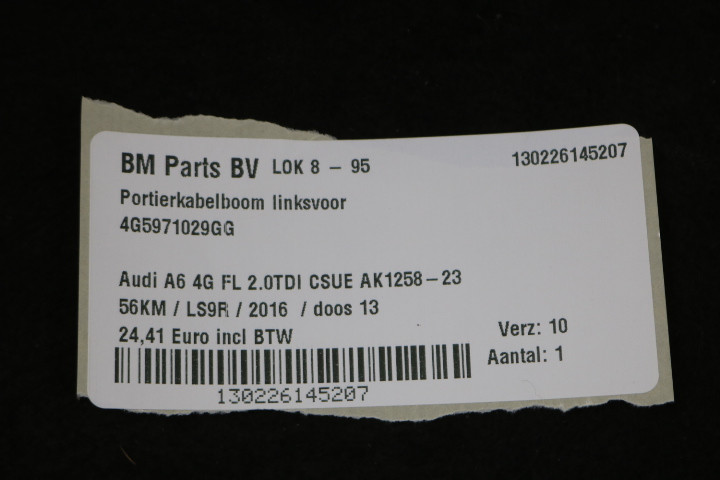 BM Parts BV LOK 8 - 95 130226145207
Portierkabelboom linksvoor
4G5971029GG
Audi A6 4G FL 2.0TDI CSUE AK1258-23
56KM / LS9R / 2016 / doos 13
24,41 Euro incl BTW Verz: 10
Aantal: 1
130226145207